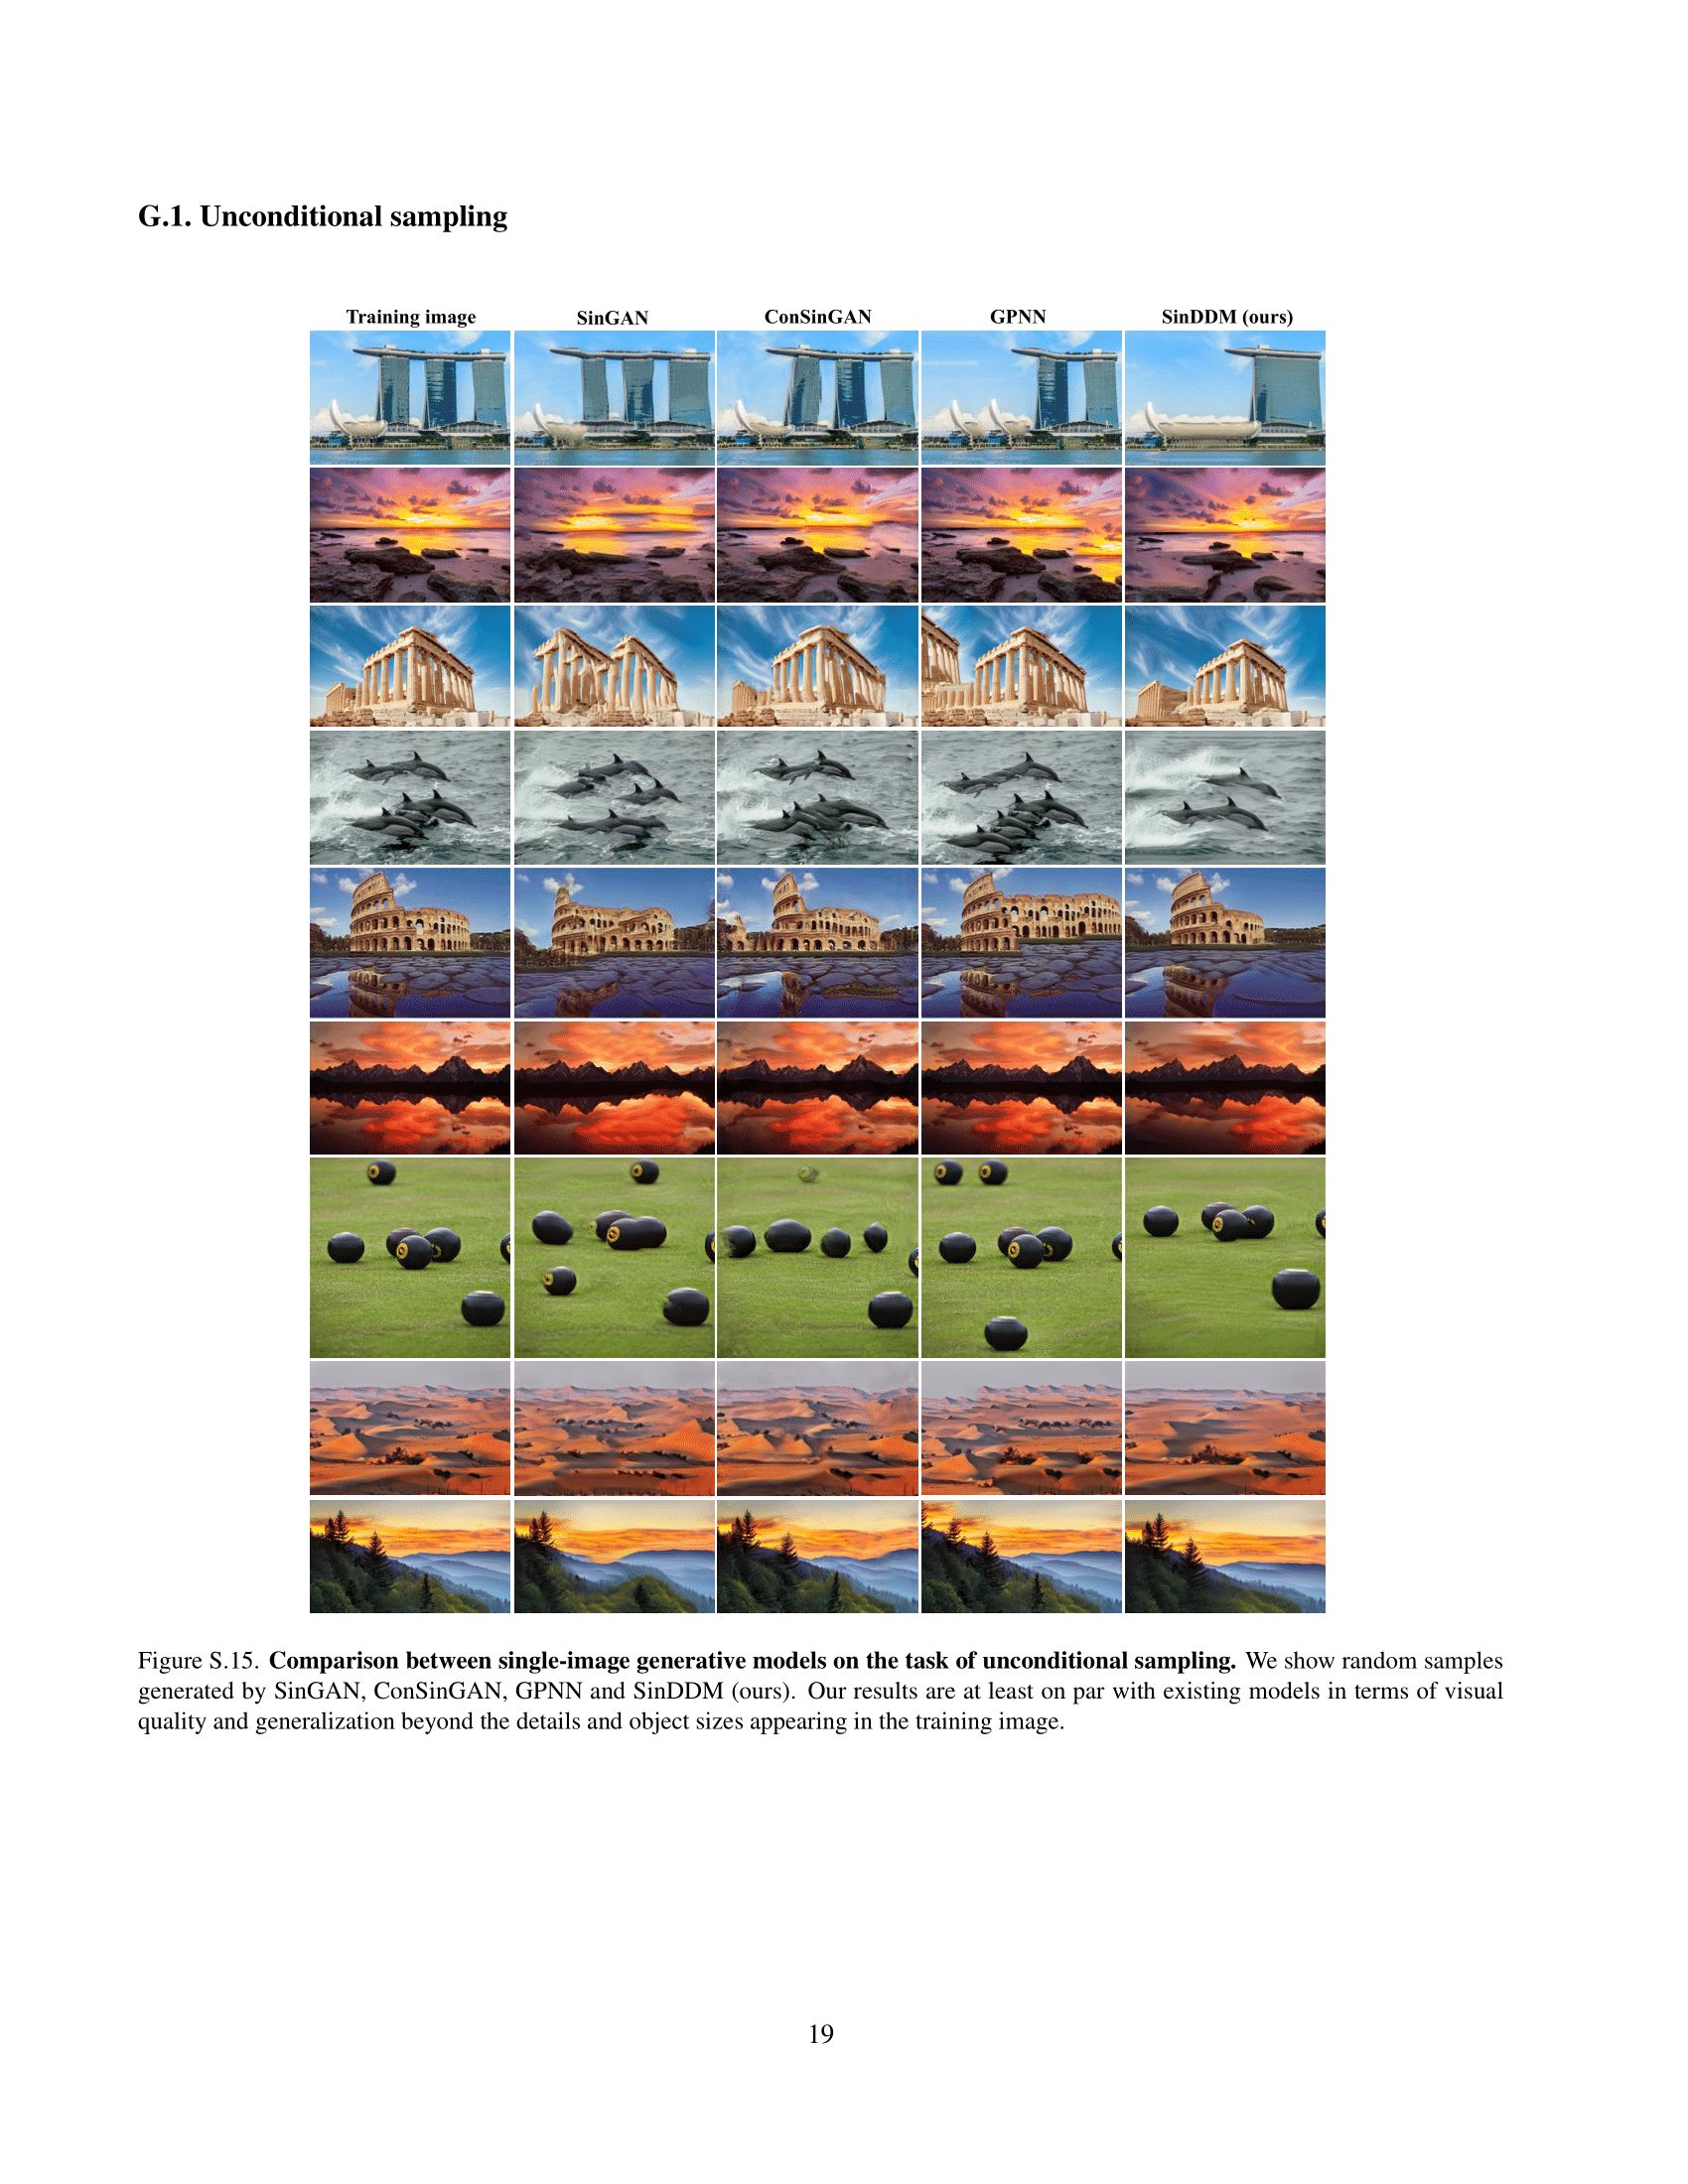 G.1. Unconditional sampling
Training image SinGAN ConSinGAN GPNN SinDDM (ours)
Figure S.15. Comparison between single-image generative models on the task of unconditional sampling. We show random samples
generated by SinGAN, ConSinGAN, GPNN and SinDDM (ours). Our results are at least on par with existing models in terms of visual
quality and generalization beyond the details and object sizes appearing in the training image.
19